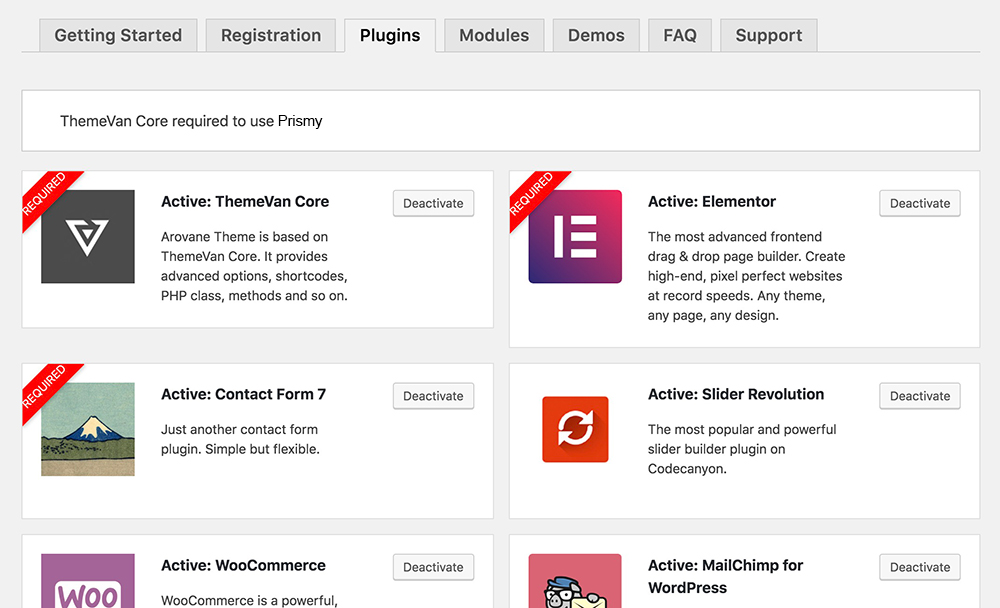 Getting Started
Registration
Plugins
Modules
Demos
FAQ
Support
ThemeVan Core required to use Prismy
REQUIRED
Active: ThemeVan Core
Deactivate
Arovane Theme is based on
ThemeVan Core. It provides
advanced options, shortcodes,
PHP class, methods and so on.
REQUIRED
Active: Elementor
Deactivate
The most advanced frontend
drag & drop page builder. Create
high-end, pixel perfect websites
at record speeds. Any theme,
any page, any design.
REQUIRED
Active: Contact Form 7
Deactivate
Just another contact form
plugin. Simple but flexible.
Active: Slider Revolution
Deactivate
The most popular and powerful
slider builder plugin on
Codecanyon.
WOO
Active: WooCommerce
Deactivate
WooCommerce is a powerful,
Active: MailChimp for
WordPress
Deactivate